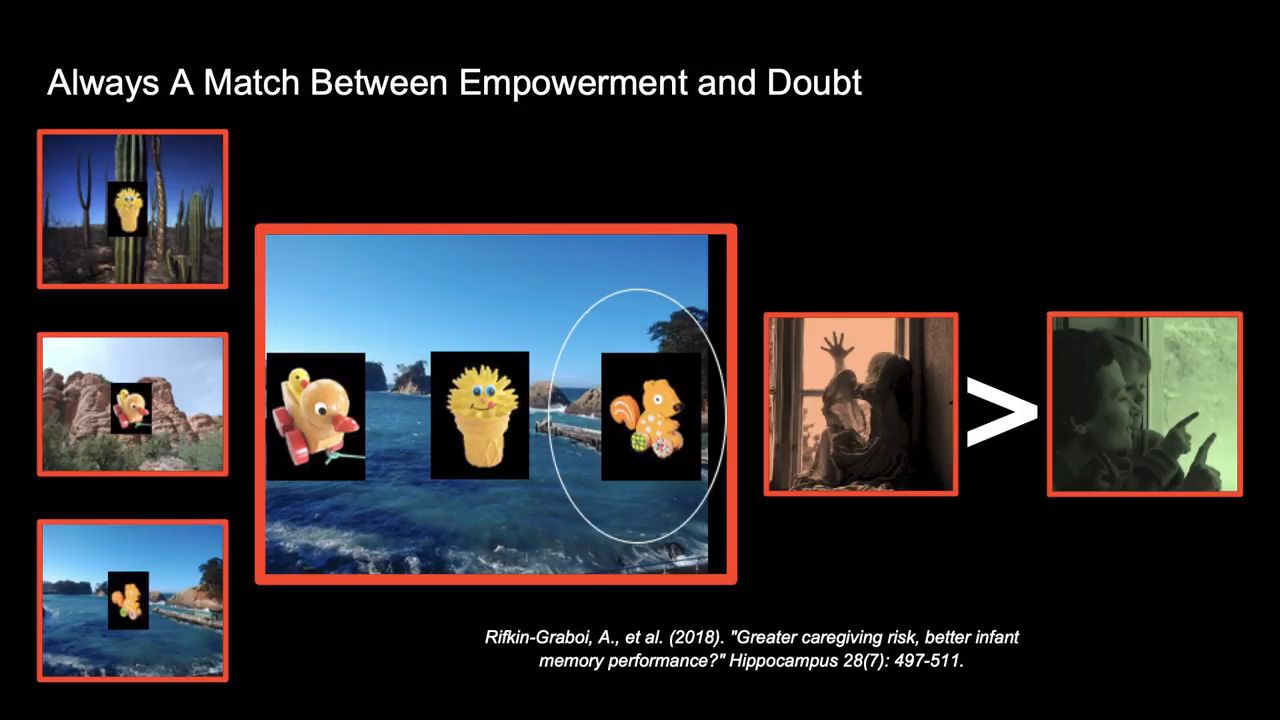 Always A Match Between Empowerment and Doubt
>
Rifkin-Graboi, A., et al. (2018). "Greater caregiving risk, better infant
memory performance?" Hippocampus 28(7): 497-511.